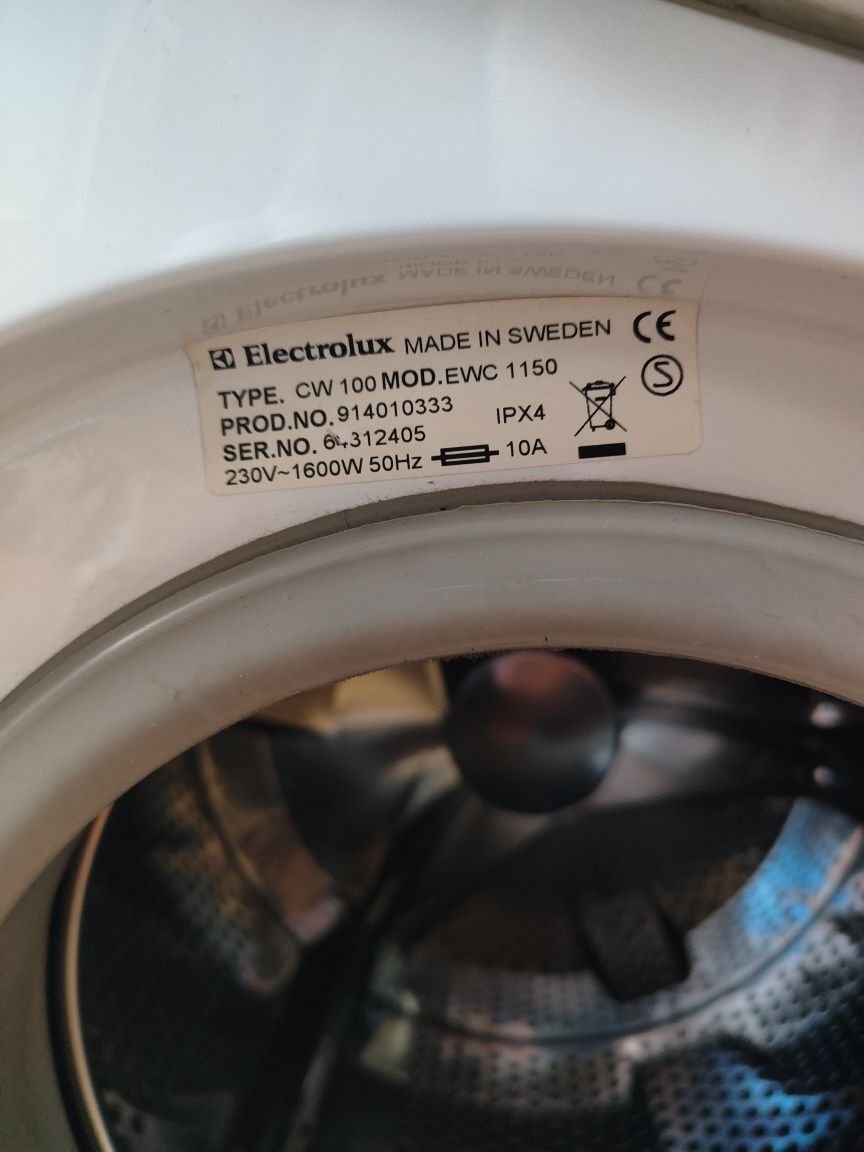 Electrolux MADE IN SWEDEN CE
TYPE. CW 100 MOD.EWC 1150 S
PROD.NO. 914010333 IPX4
SER.NO. 64312405
230V~1600W 50Hz 10A